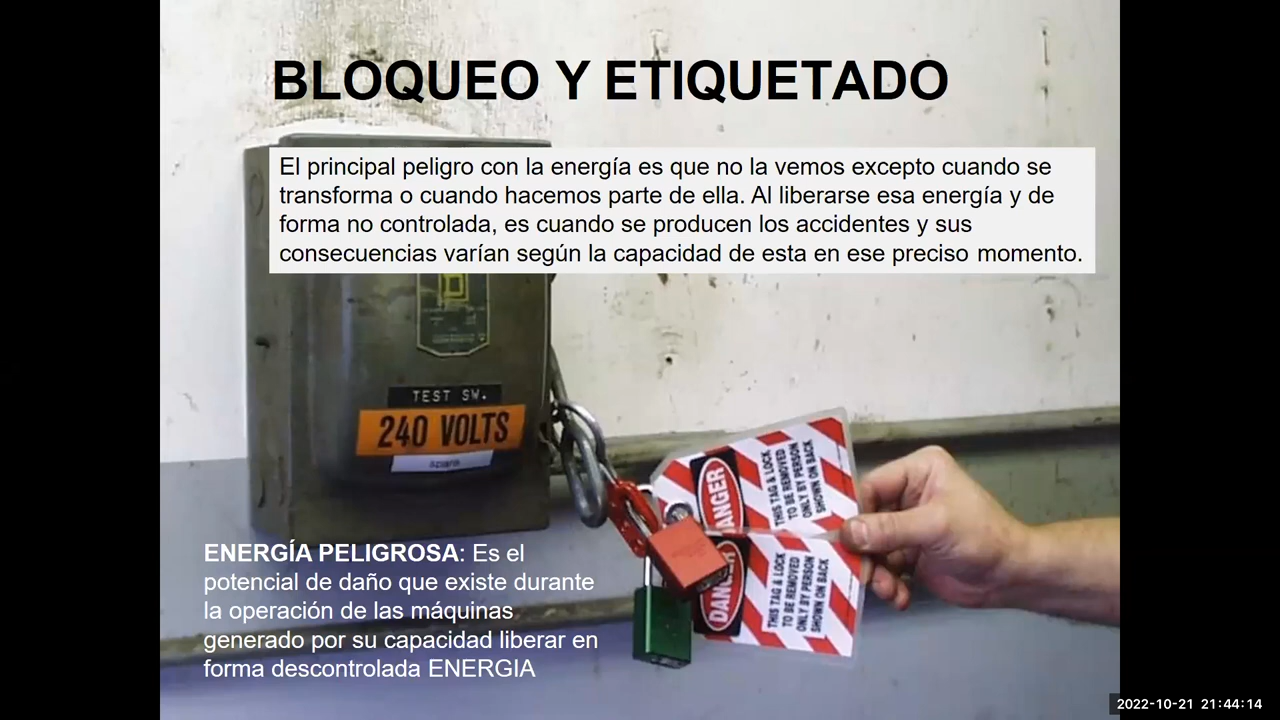 BLOQUEO Y ETIQUETADO
El principal peligro con la energía es que no la vemos excepto cuando se
transforma o cuando hacemos parte de ella. Al liberarse esa energía y de
forma no controlada, es cuando se producen los accidentes y sus
consecuencias varían según la capacidad de esta en ese preciso momento.
TEST SW.
240 VOLTS
DANGER
THIS TAG & LOCK
TO BE REMOVED
ONLY BY PERSON
SHOWN ON BACK
DANGER
THIS TAG & LOCK
TO BE REMOVED
ONLY BY PERSON
SHOWN ON BACK
ENERGÍA PELIGROSA: Es el
potencial de daño que existe durante
la operación de las máquinas
generado por su capacidad liberar en
forma descontrolada ENERGIA
2022-10-21 21:44:14